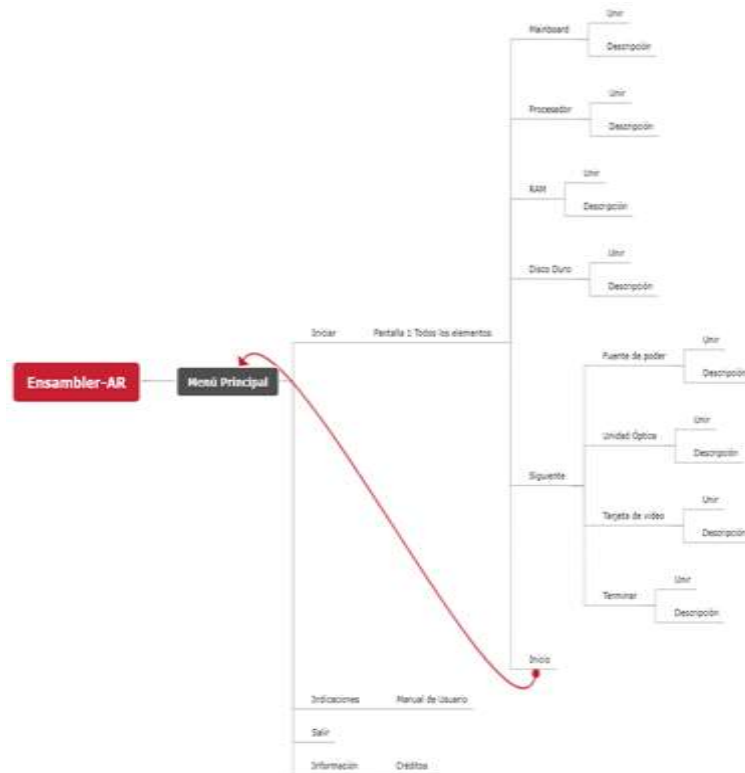 Unir
Mainboard
Descripción
Unir
Procesador
Descripción
Unir
RAM
Descripción
Unir
Disco Duro
Descripción
Iniciar
Pantalla 1:Todos los elementos
Unir
Fuente de poder
Descripción
Ensambler-AR
Menú Principal
Unir
Unidad Óptica
Descripción
Siguiente
Unir
Tarjeta de video
Descripción
Unir
Terminar
Descripción
Inicio
Indicaciones
Manual de Usuario
Salir
Información
Créditos